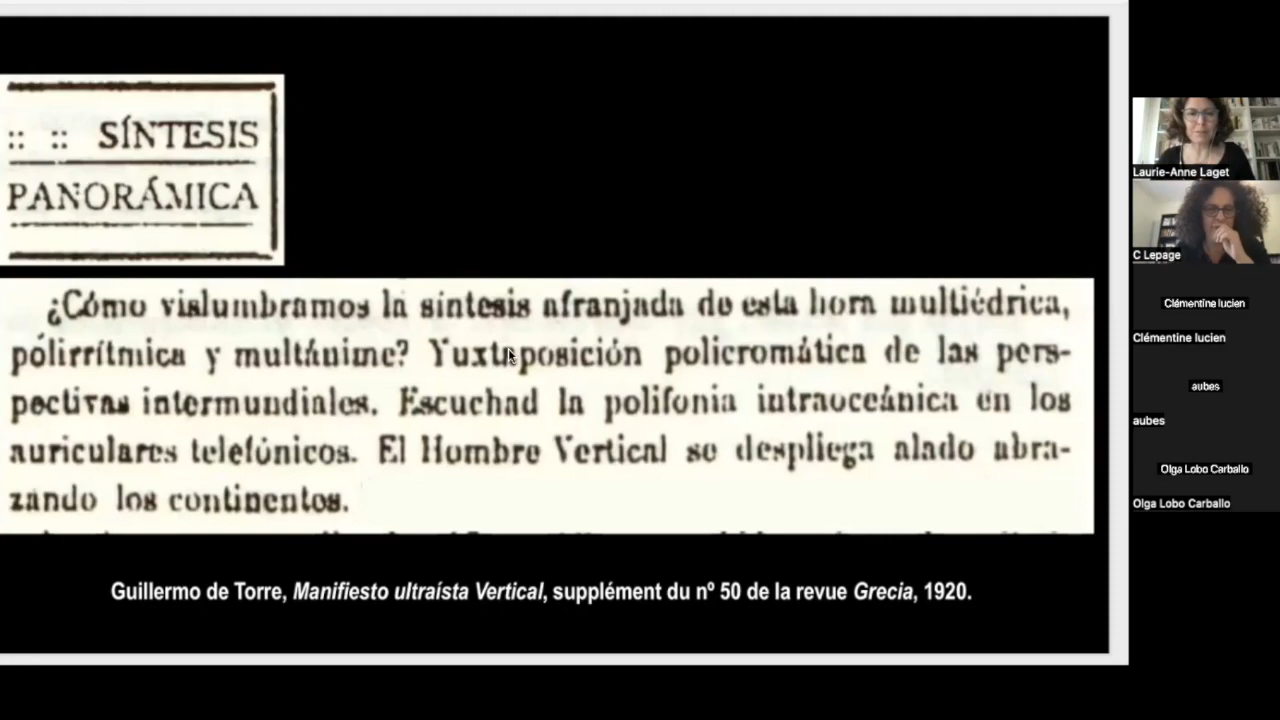 :: :: SÍNTESIS
PANORÁMICA
¿Cómo vislumbramos la síntesis afranjada de esta hora multiédrica,
pólirrítmica y multánime? Yuxtaposición policromática de las pers-
pectivas intermundiales. Escuchad la polifonia intraoceánica en los
auriculares telefónicos. El Hombre Vertical se despliega alado abra-
zando los continentos.
Guillermo de Torre, Manifiesto ultraísta Vertical, supplément du nº 50 de la revue Grecia, 1920.
Laurie-Anne Laget
C Lepage
Clémentine lucien
Clémentine lucien
aubes
aubes
Olga Lobo Carballo
Olga Lobo Carballo